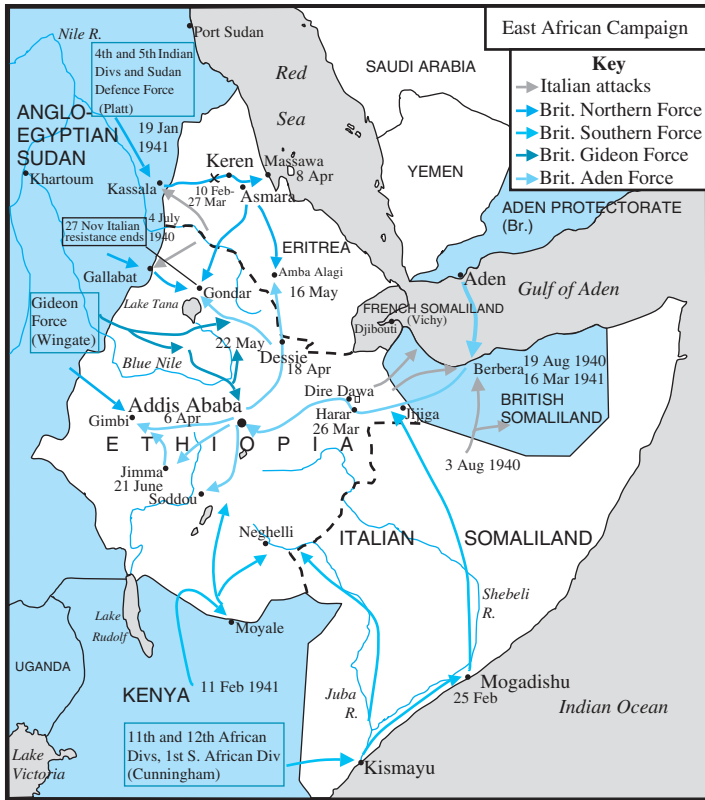 East African Campaign
Key
Italian attacks
Brit. Northern Force
Brit. Southern Force
Brit. Gideon Force
Brit. Aden Force
Nile R.
Port Sudan
4th and 5th Indian
Divs and Sudan
Defence Force
(Platt)
Red
Sea
SAUDI ARABIA
ANGLO-
EGYPTIAN
SUDAN
19 Jan
1941
Khartoum
Kassala
Keren
10 Feb-
27 Mar
Massawa
8 Apr
Asmara
YEMEN
ADEN PROTECTORATE
(Br.)
27 Nov Italian
resistance ends
4 July
1940
ERITREA
Gallabat
Gondar
Amba Alagi
16 May
Aden
Gulf of Aden
Lake Tana
FRENCH SOMALILAND
(Vichy)
Djibouti
Gideon
Force
(Wingate)
22 May
Blue Nile
Dessie
18 Apr
Berbera
19 Aug 1940
16 Mar 1941
BRITISH
SOMALILAND
Dire Dawa
Harar
26 Mar
Jijiga
Addis Ababa
6 Apr
Gimbi
ETHIOPIA
3 Aug 1940
Jimma
21 June
Soddou
Neghelli
ITALIAN SOMALILAND
Shebeli
R.
Lake
Rudolf
Moyale
UGANDA
KENYA
11 Feb 1941
Juba
R.
Mogadishu
25 Feb
Indian Ocean
11th and 12th African
Divs, 1st S. African Div
(Cunningham)
Kismayu
Lake
Victoria